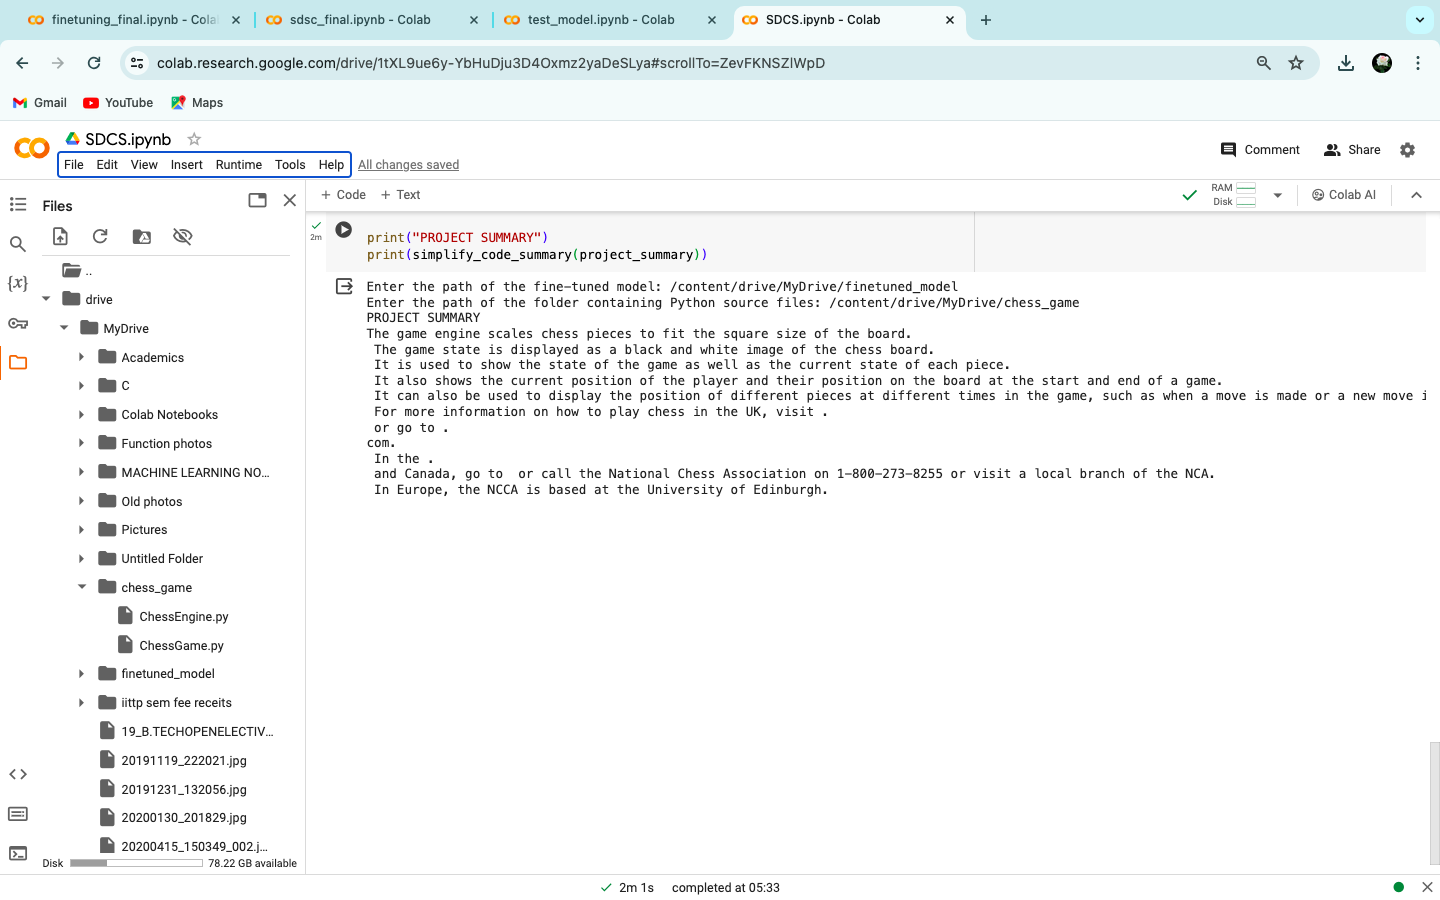 finetuning_final.ipynb - Cola
sdsc_final.ipynb - Colab
test_model.ipynb - Colab
SDCS.ipynb - Colab
colab.research.google.com/drive/1tXL9ue6y-YbHuDju3D4Oxmz2yaDeSLya#scrollTo=ZevFKNSZlWpD
Gmail YouTube Maps
SDCS.ipynb
File Edit View Insert Runtime Tools Help All changes saved
Comment Share
Files
+ Code + Text
RAM
Disk
Colab AI
2m
print("PROJECT SUMMARY")
print(simplify_code_summary(project_summary))
Enter the path of the fine-tuned model: /content/drive/MyDrive/finetuned_model
Enter the path of the folder containing Python source files: /content/drive/MyDrive/chess_game
PROJECT SUMMARY
The game engine scales chess pieces to fit the square size of the board.
The game state is displayed as a black and white image of the chess board.
It is used to show the state of the game as well as the current state of each piece.
It also shows the current position of the player and their position on the board at the start and end of a game.
It can also be used to display the position of different pieces at different times in the game, such as when a move is made or a new move i
For more information on how to play chess in the UK, visit .
or go to .
com.
In the .
and Canada, go to  or call the National Chess Association on 1-800-273-8255 or visit a local branch of the NCA.
In Europe, the NCCA is based at the University of Edinburgh.
{x}
..
drive
MyDrive
Academics
C
Colab Notebooks
Function photos
MACHINE LEARNING NO...
Old photos
Pictures
Untitled Folder
chess_game
ChessEngine.py
ChessGame.py
finetuned_model
iittp sem fee receits
19_B.TECHOPENELECTIV...
20191119_222021.jpg
20191231_132056.jpg
20200130_201829.jpg
20200415_150349_002.j...
Disk 78.22 GB available
2m 1s completed at 05:33